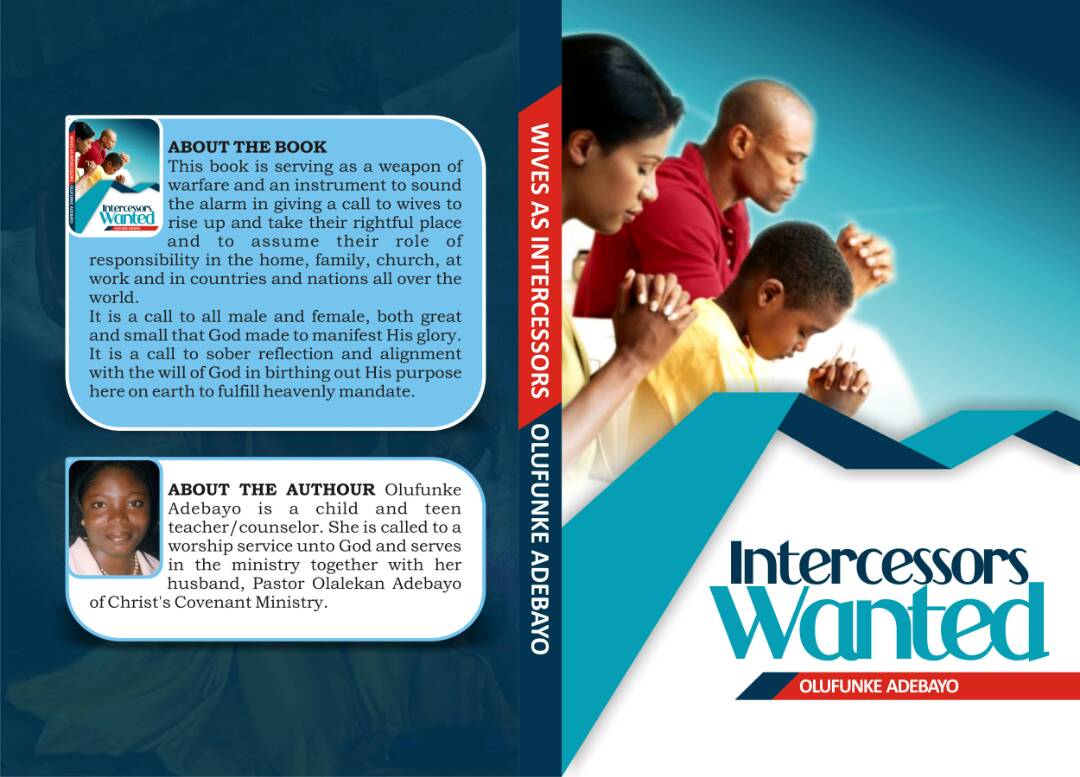 ABOUT THE BOOK
This book is serving as a weapon of
warfare and an instrument to sound
the alarm in giving a call to wives to
rise up and take their rightful place
and to assume their role of
responsibility in the home, family, church, at
work and in countries and nations all over the
world.
It is a call to all male and female, both great
and small that God made to manifest His glory.
It is a call to sober reflection and alignment
with the will of God in birthing out His purpose
here on earth to fulfill heavenly mandate.
Intercessors
Wanted
OLUFUNKE ADEBAYO
WIVES AS INTERCESSORS
OLUFUNKE ADEBAYO
ABOUT THE AUTHOUR Olufunke
Adebayo is a child and teen
teacher/counselor. She is called to a
worship service unto God and serves
in the ministry together with her
husband, Pastor Olalekan Adebayo
of Christ's Covenant Ministry.
WIVES AS INTERCESSORS OLUFUNKE ADEBAYO
Intercessors
Wanted
OLUFUNKE ADEBAYO